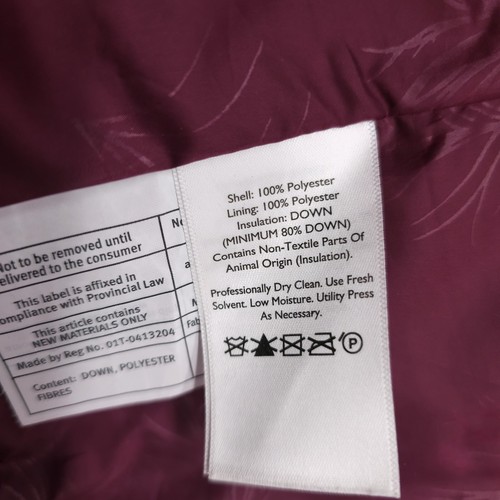 Not to be removed until
delivered to the consumer
This label is affixed in
compliance with Provincial Law
This article contains
NEW MATERIALS ONLY
Made by Reg No. 01T-0413204
Content: DOWN, POLYESTER
FIBRES
Shell: 100% Polyester
Lining: 100% Polyester
Insulation: DOWN
(MINIMUM 80% DOWN)
Contains Non-Textile Parts Of
Animal Origin (Insulation).
Professionally Dry Clean. Use Fresh
Solvent. Low Moisture. Utility Press
As Necessary.
P